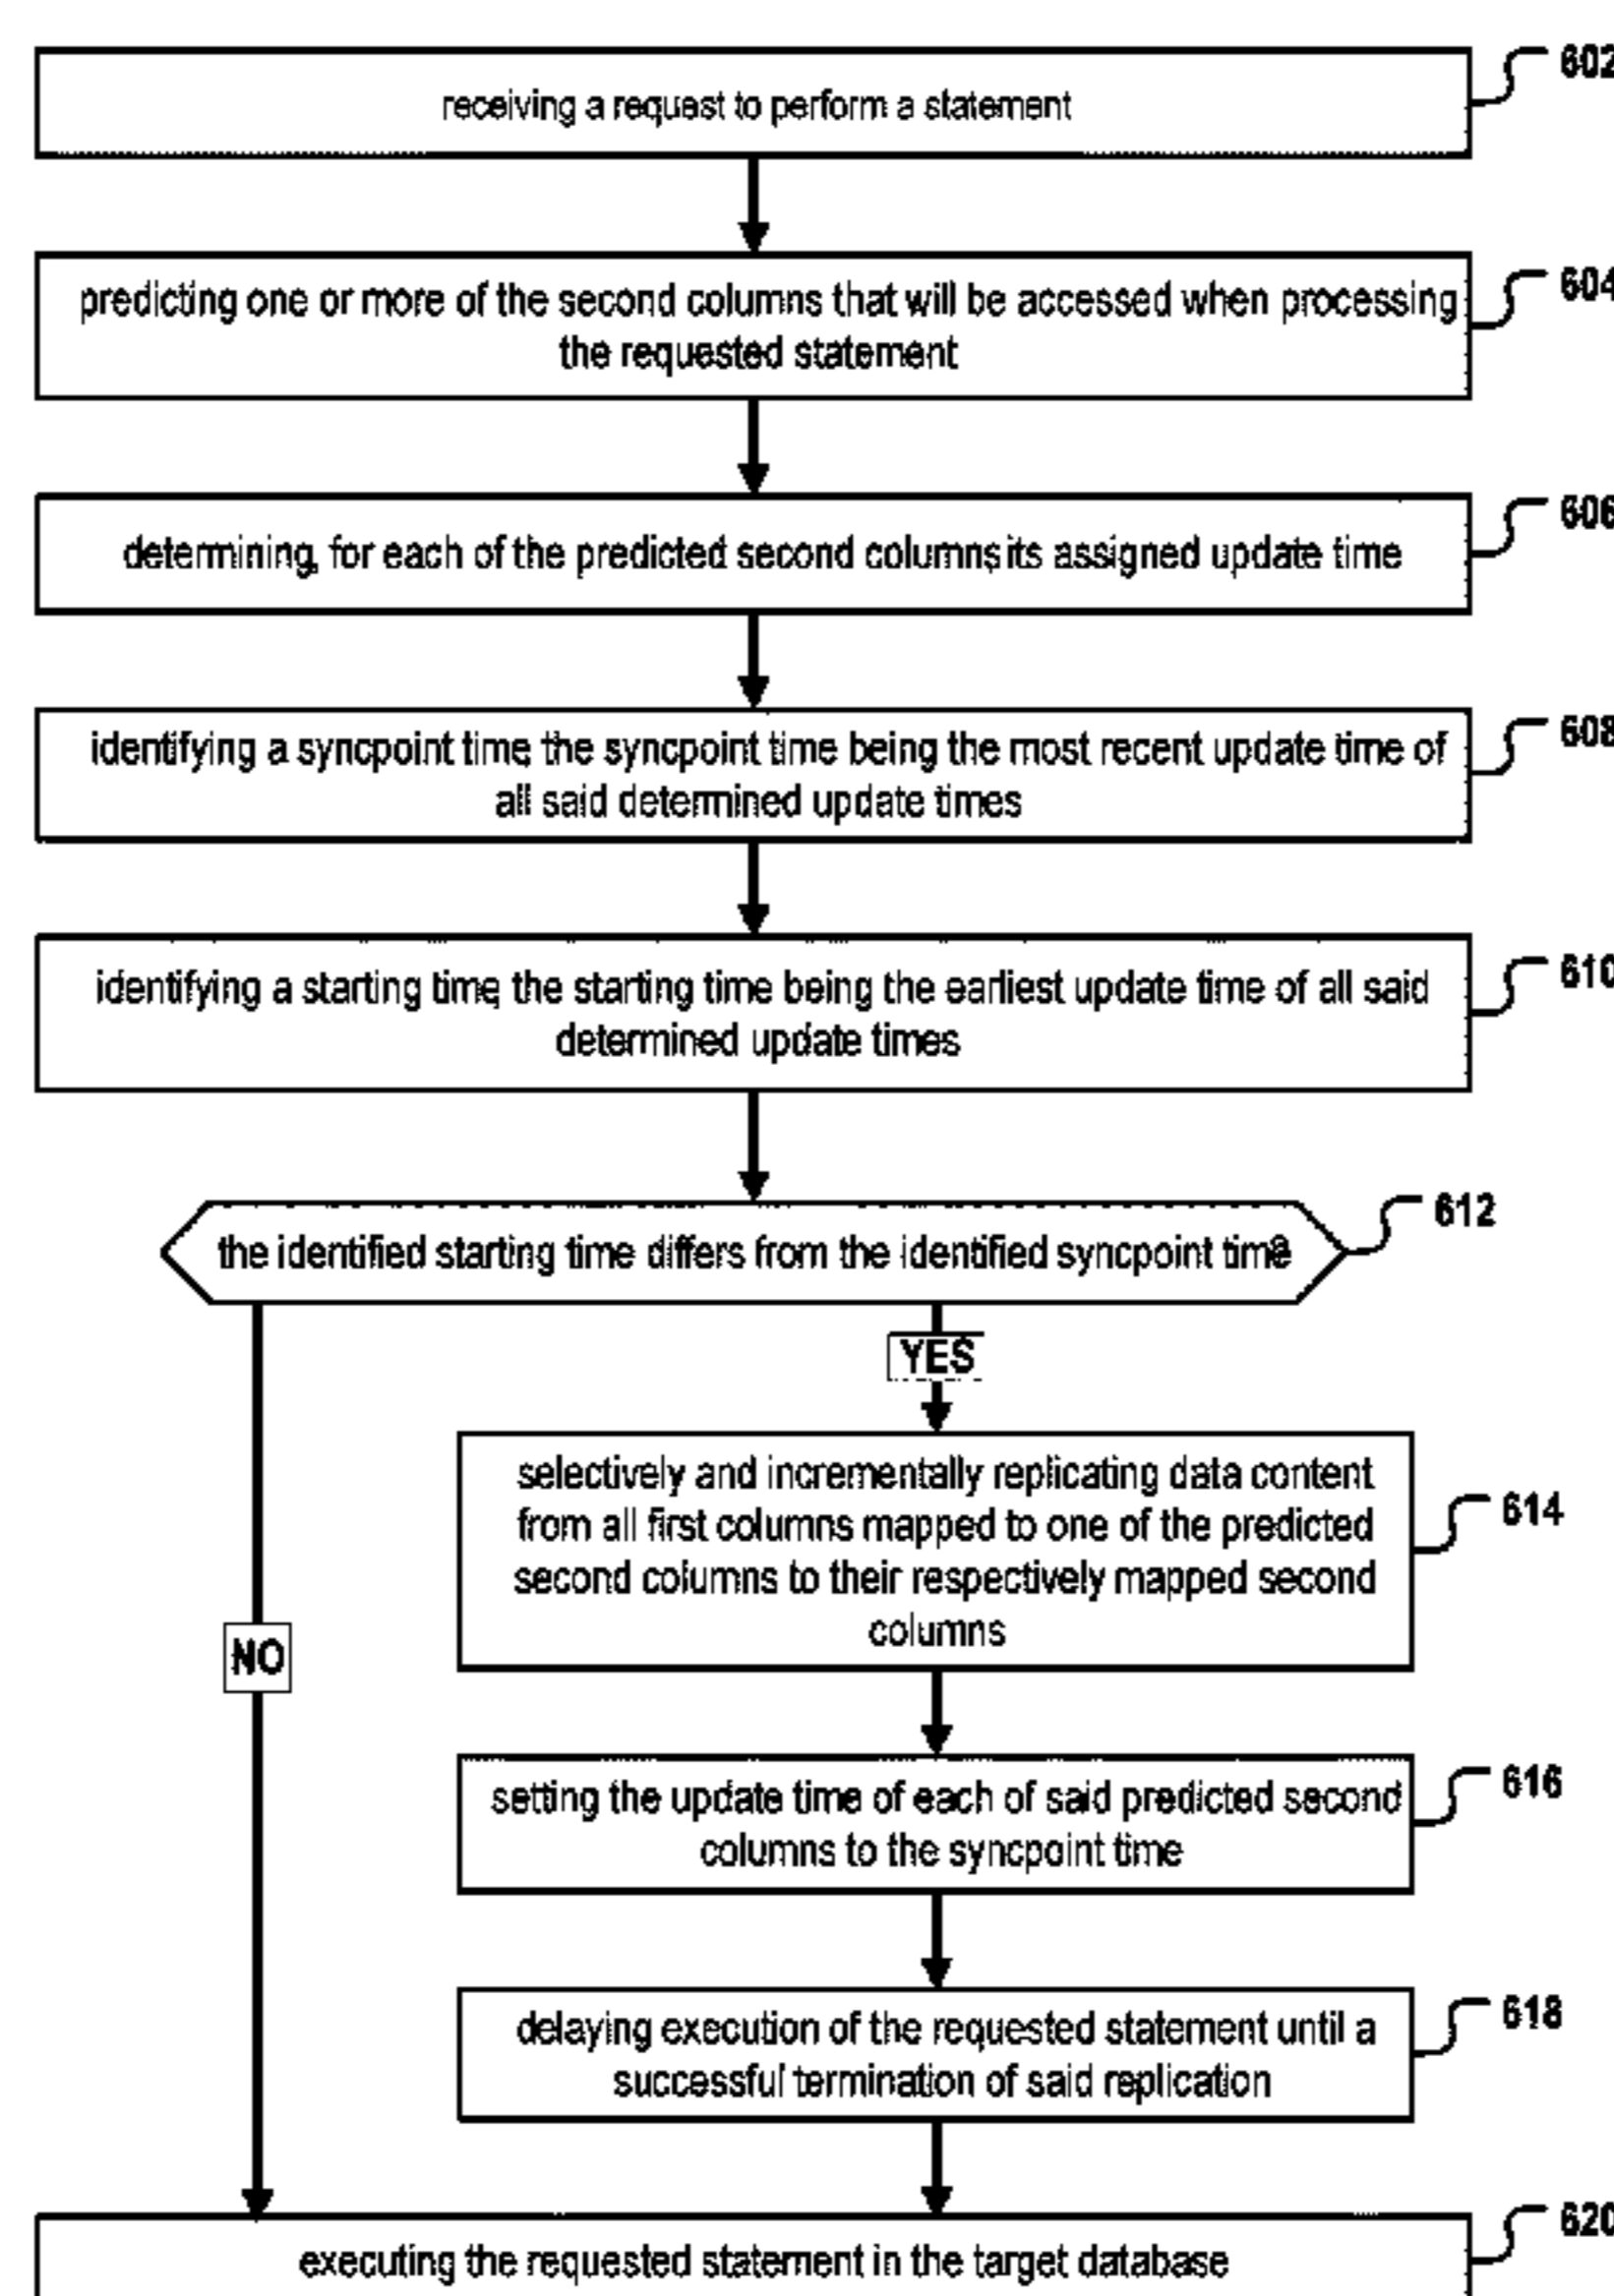 602
receiving a request to perform a statement
604
predicting one or more of the second columns that will be accessed when processing
the requested statement
606
determining, for each of the predicted second columns its assigned update time
608
identifying a syncpoint time, the syncpoint time being the most recent update time of
all said determined update times
610
identifying a starting time, the starting time being the earliest update time of all said
determined update times
612
the identified starting time differs from the identified syncpoint time?
YES
selectively and incrementally replicating data content
from all first columns mapped to one of the predicted
second columns to their respectively mapped second
columns
614
NO
setting the update time of each of said predicted second
columns to the syncpoint time
616
delaying execution of the requested statement until a
successful termination of said replication
618
620
executing the requested statement in the target database